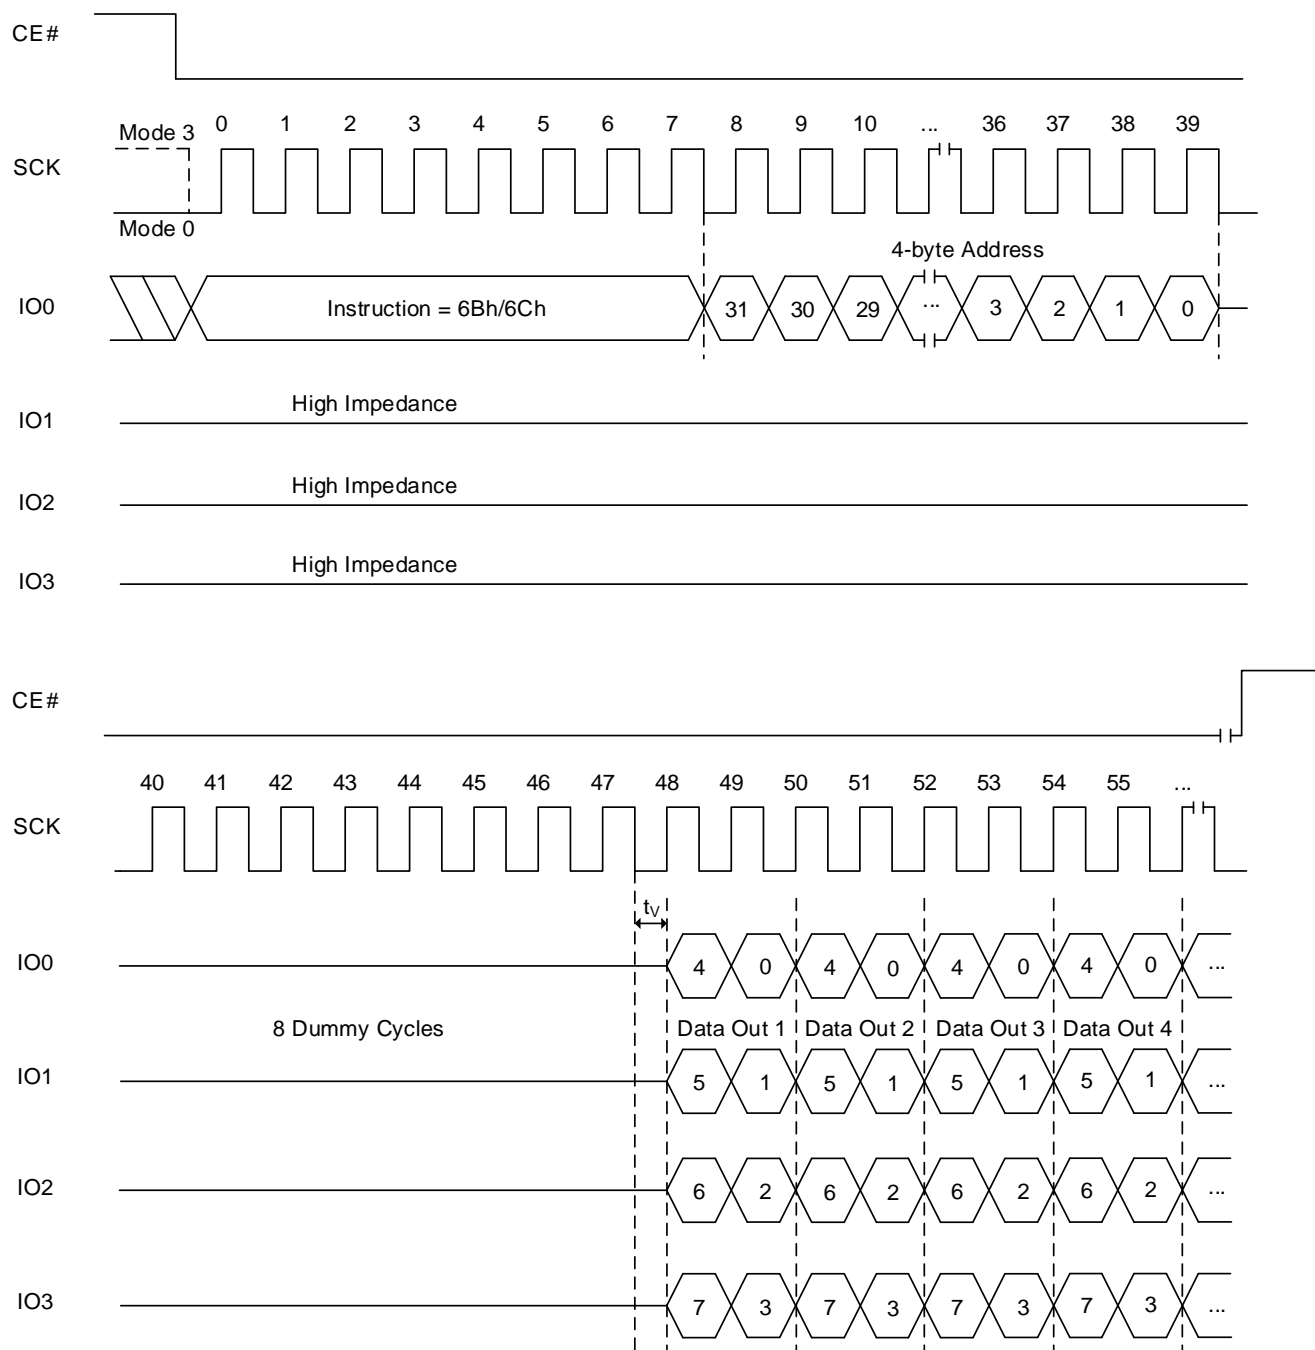 CE#
Mode 3 0 1 2 3 4 5 6 7 8 9 10 ... 36 37 38 39
SCK
Mode 0
4-byte Address
IO0 Instruction = 6Bh/6Ch 31 30 29 ... 3 2 1 0
High Impedance
IO1
High Impedance
IO2
High Impedance
IO3
CE#
40 41 42 43 44 45 46 47 48 49 50 51 52 53 54 55 ...
SCK
tV
IO0 4 0 4 0 4 0 4 0 ...
8 Dummy Cycles Data Out 1 Data Out 2 Data Out 3 Data Out 4
IO1 5 1 5 1 5 1 5 1 ...
IO2 6 2 6 2 6 2 6 2 ...
IO3 7 3 7 3 7 3 7 3 ...